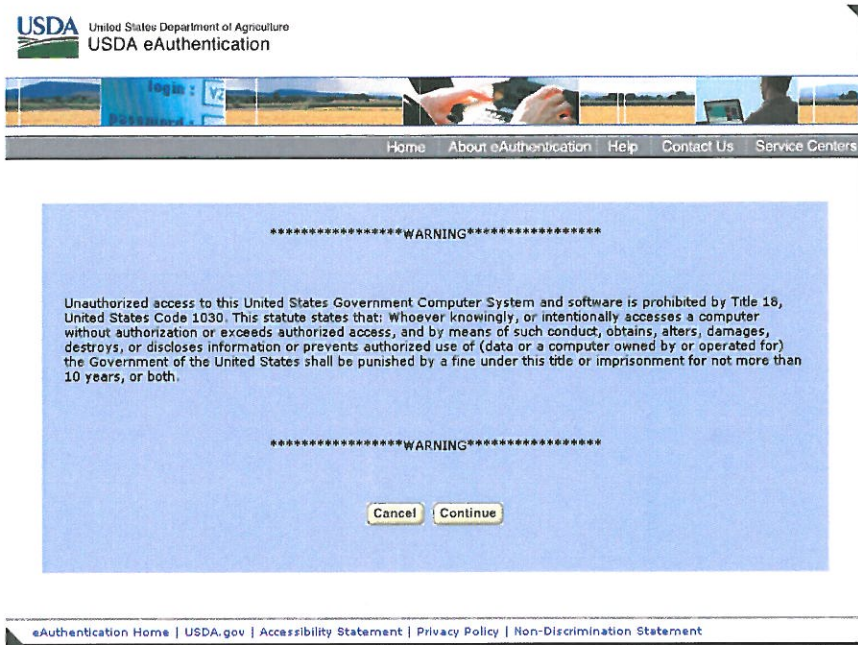 USDA United States Department of Agriculture
USDA eAuthentication
login : YZ
password :
Home About eAuthentication Help Contact Us Service Centers
*****************WARNING*****************
Unauthorized access to this United States Government Computer System and software is prohibited by Title 18,
United States Code 1030. This statute states that: Whoever knowingly, or intentionally accesses a computer
without authorization or exceeds authorized access, and by means of such conduct, obtains, alters, damages,
destroys, or discloses information or prevents authorized use of (data or a computer owned by or operated for)
the Government of the United States shall be punished by a fine under this title or imprisonment for not more than
10 years, or both.
*****************WARNING*****************
Cancel Continue
eAuthentication Home | USDA.gov | Accessibility Statement | Privacy Policy | Non-Discrimination Statement